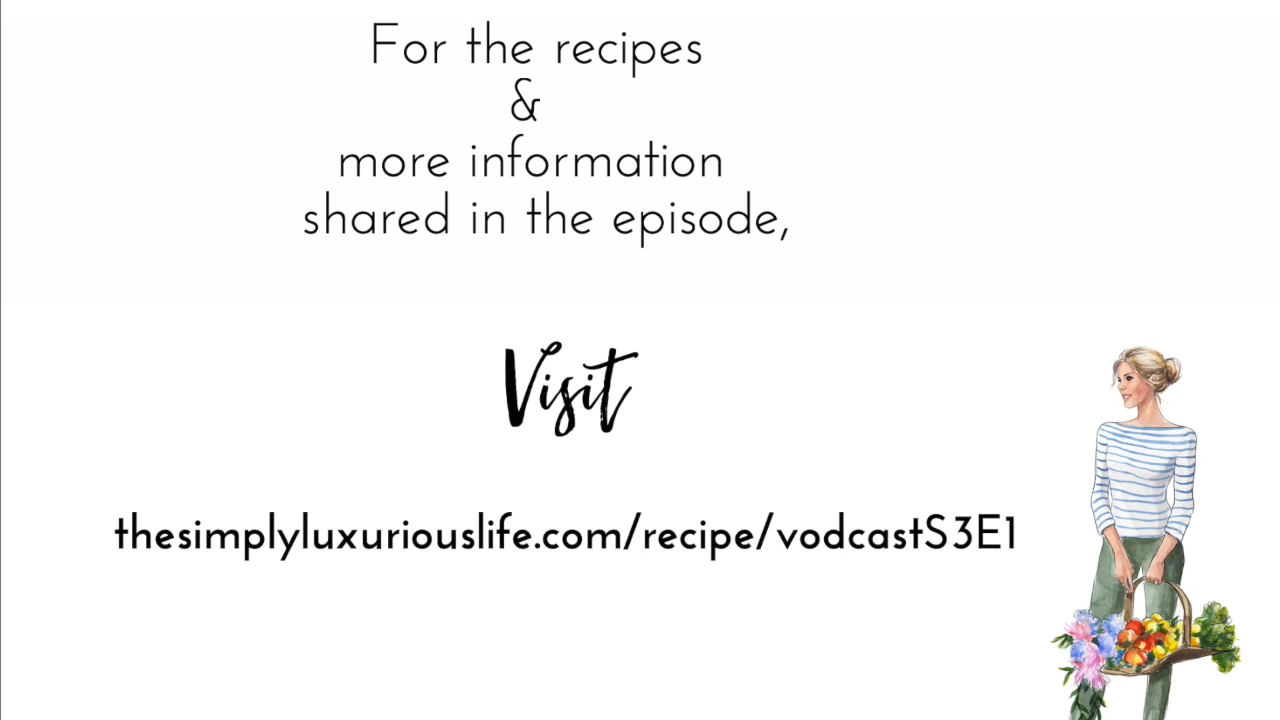 For the recipes
&
more information
shared in the episode,
Visit
thesimplyluxuriouslife.com/recipe/vodcastS3E1